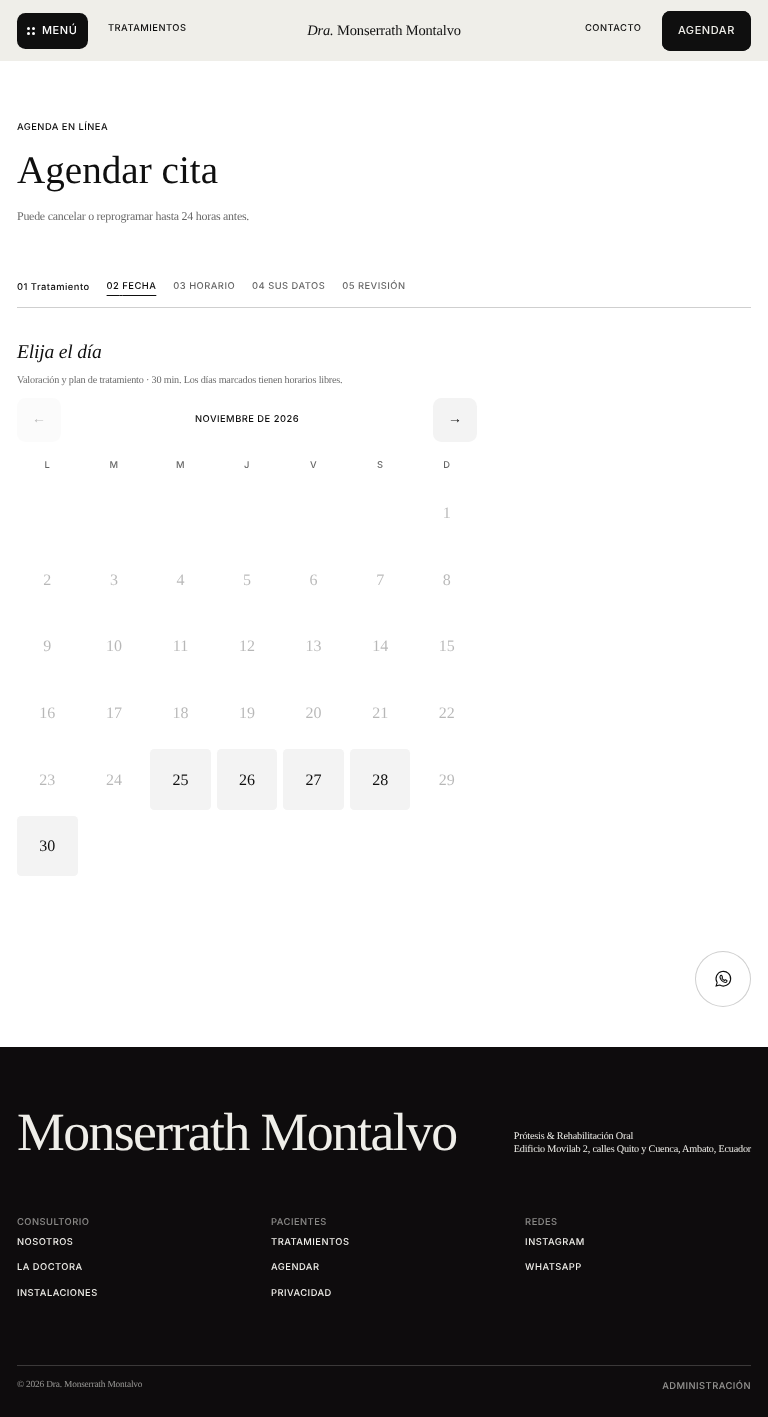 MENÚ TRATAMIENTOS Dra. Monserrath Montalvo CONTACTO AGENDAR
AGENDA EN LÍNEA
Agendar cita
Puede cancelar o reprogramar hasta 24 horas antes.
01 Tratamiento 02 FECHA 03 HORARIO 04 SUS DATOS 05 REVISIÓN
Elija el día
Valoración y plan de tratamiento · 30 min. Los días marcados tienen horarios libres.
← NOVIEMBRE DE 2026 →
L M M J V S D
1
2 3 4 5 6 7 8
9 10 11 12 13 14 15
16 17 18 19 20 21 22
23 24 25 26 27 28 29
30
Monserrath Montalvo
Prótesis & Rehabilitación Oral
Edificio Movilab 2, calles Quito y Cuenca, Ambato, Ecuador
CONSULTORIO PACIENTES REDES
NOSOTROS TRATAMIENTOS INSTAGRAM
LA DOCTORA AGENDAR WHATSAPP
INSTALACIONES PRIVACIDAD
© 2026 Dra. Monserrath Montalvo ADMINISTRACIÓN